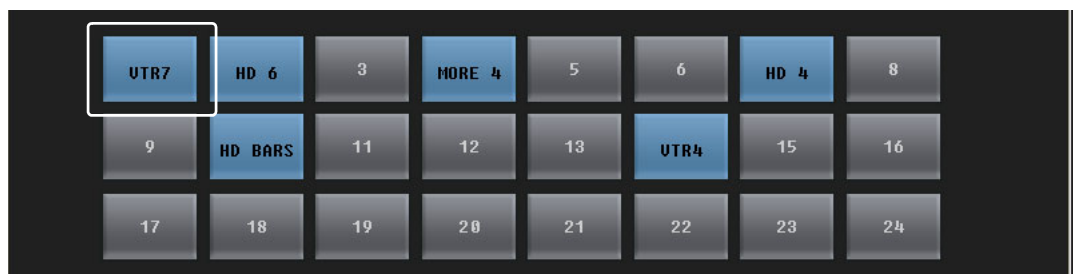 VTR7 HD 6 3 MORE 4 5 6 HD 4 8
9 HD BARS 11 12 13 VTR4 15 16
17 18 19 20 21 22 23 24